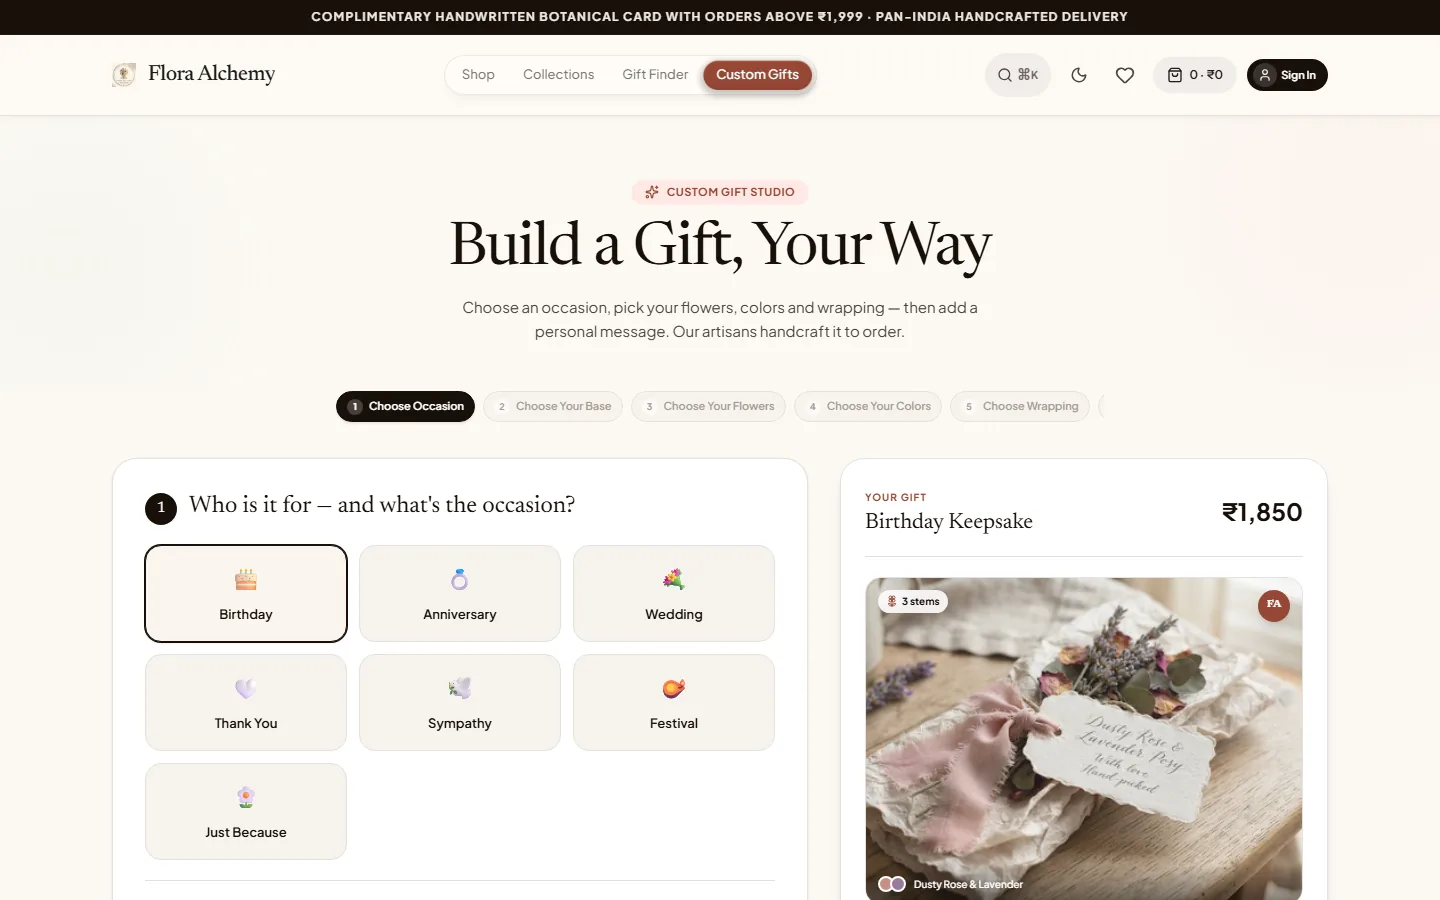 COMPLIMENTARY HANDWRITTEN BOTANICAL CARD WITH ORDERS ABOVE ₹1,999 · PAN-INDIA HANDCRAFTED DELIVERY
Flora Alchemy
Shop
Collections
Gift Finder
Custom Gifts
⌘K
0 · ₹0
Sign In
CUSTOM GIFT STUDIO
Build a Gift, Your Way
Choose an occasion, pick your flowers, colors and wrapping — then add a
personal message. Our artisans handcraft it to order.
1 Choose Occasion
2 Choose Your Base
3 Choose Your Flowers
4 Choose Your Colors
5 Choose Wrapping
1 Who is it for — and what's the occasion?
Birthday
Anniversary
Wedding
Thank You
Sympathy
Festival
Just Because
YOUR GIFT
Birthday Keepsake
₹1,850
3 stems
FA
Dusty Rose &
Lavender Posy
With love
Hand picked
Dusty Rose & Lavender